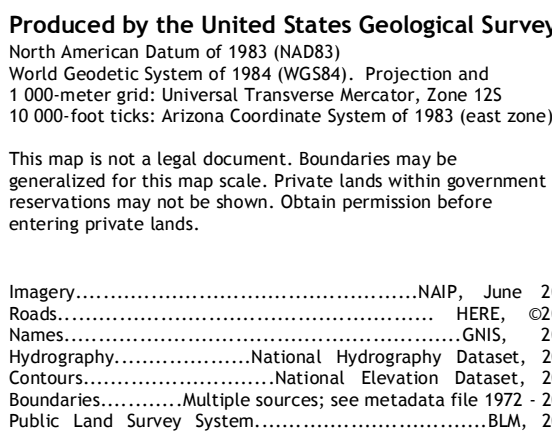 Produced by the United States Geological Survey
North American Datum of 1983 (NAD83)
World Geodetic System of 1984 (WGS84). Projection and
1 000-meter grid: Universal Transverse Mercator, Zone 12S
10 000-foot ticks: Arizona Coordinate System of 1983 (east zone)
This map is not a legal document. Boundaries may be
generalized for this map scale. Private lands within government
reservations may not be shown. Obtain permission before
entering private lands.
Imagery..........................................NAIP, June
Roads.............................................. HERE,
Names................................................GNIS,
Hydrography...................National Hydrography Dataset,
Contours............................National Elevation Dataset,
Boundaries............Multiple sources; see metadata file 1972 -
Public Land Survey System................................BLM,